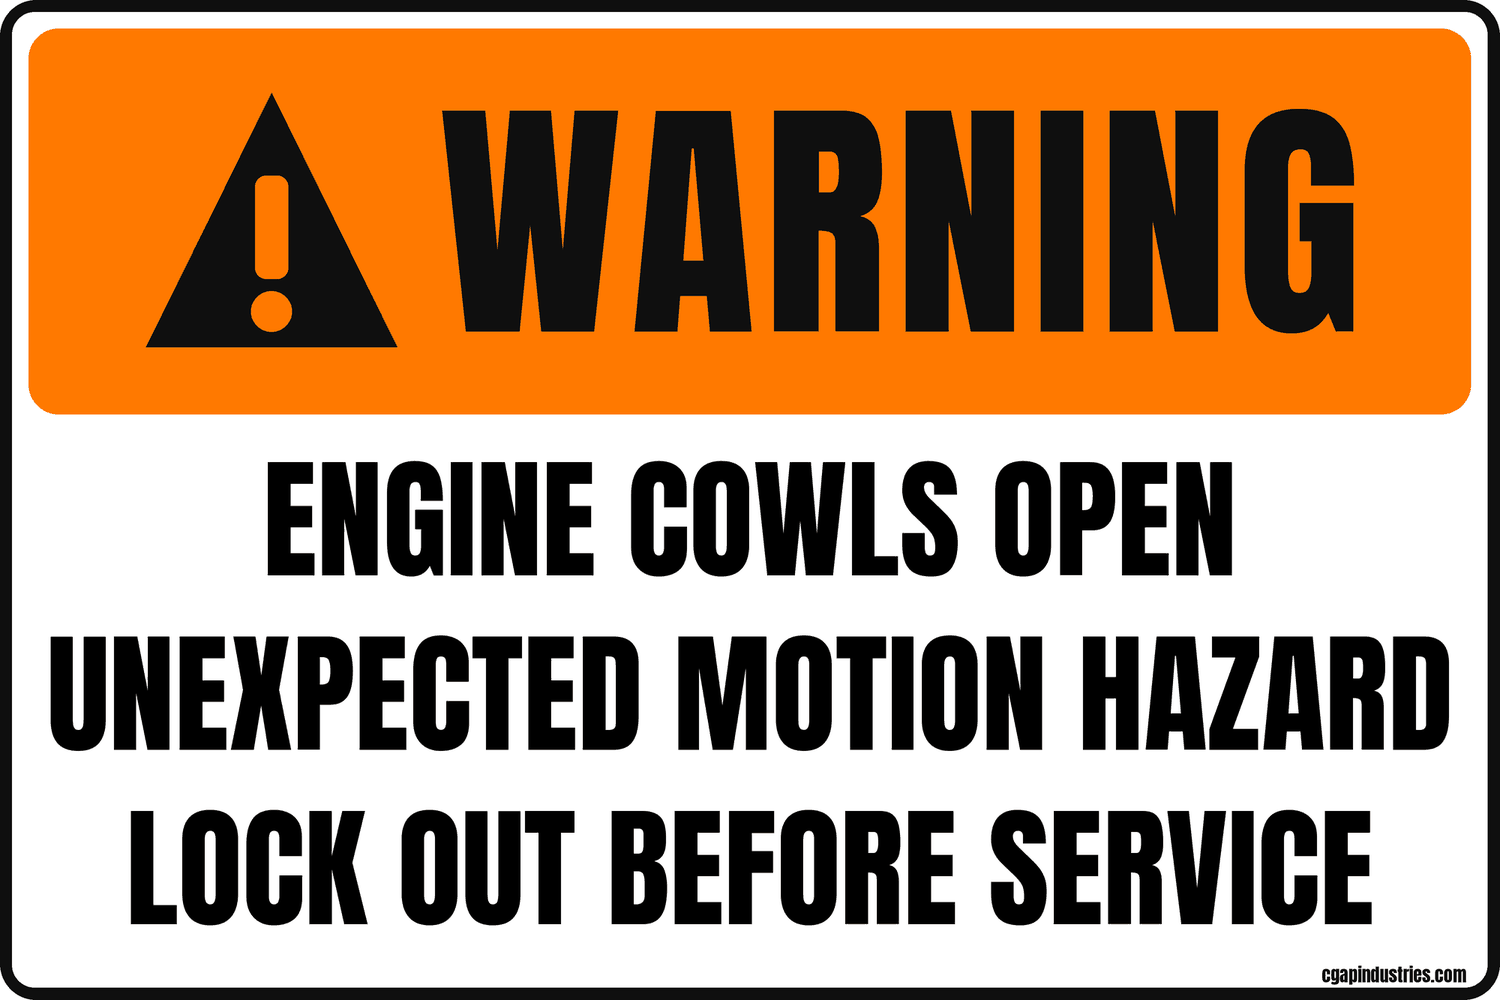 WARNING
ENGINE COWLS OPEN
UNEXPECTED MOTION HAZARD
LOCK OUT BEFORE SERVICE
cgapindustries.com